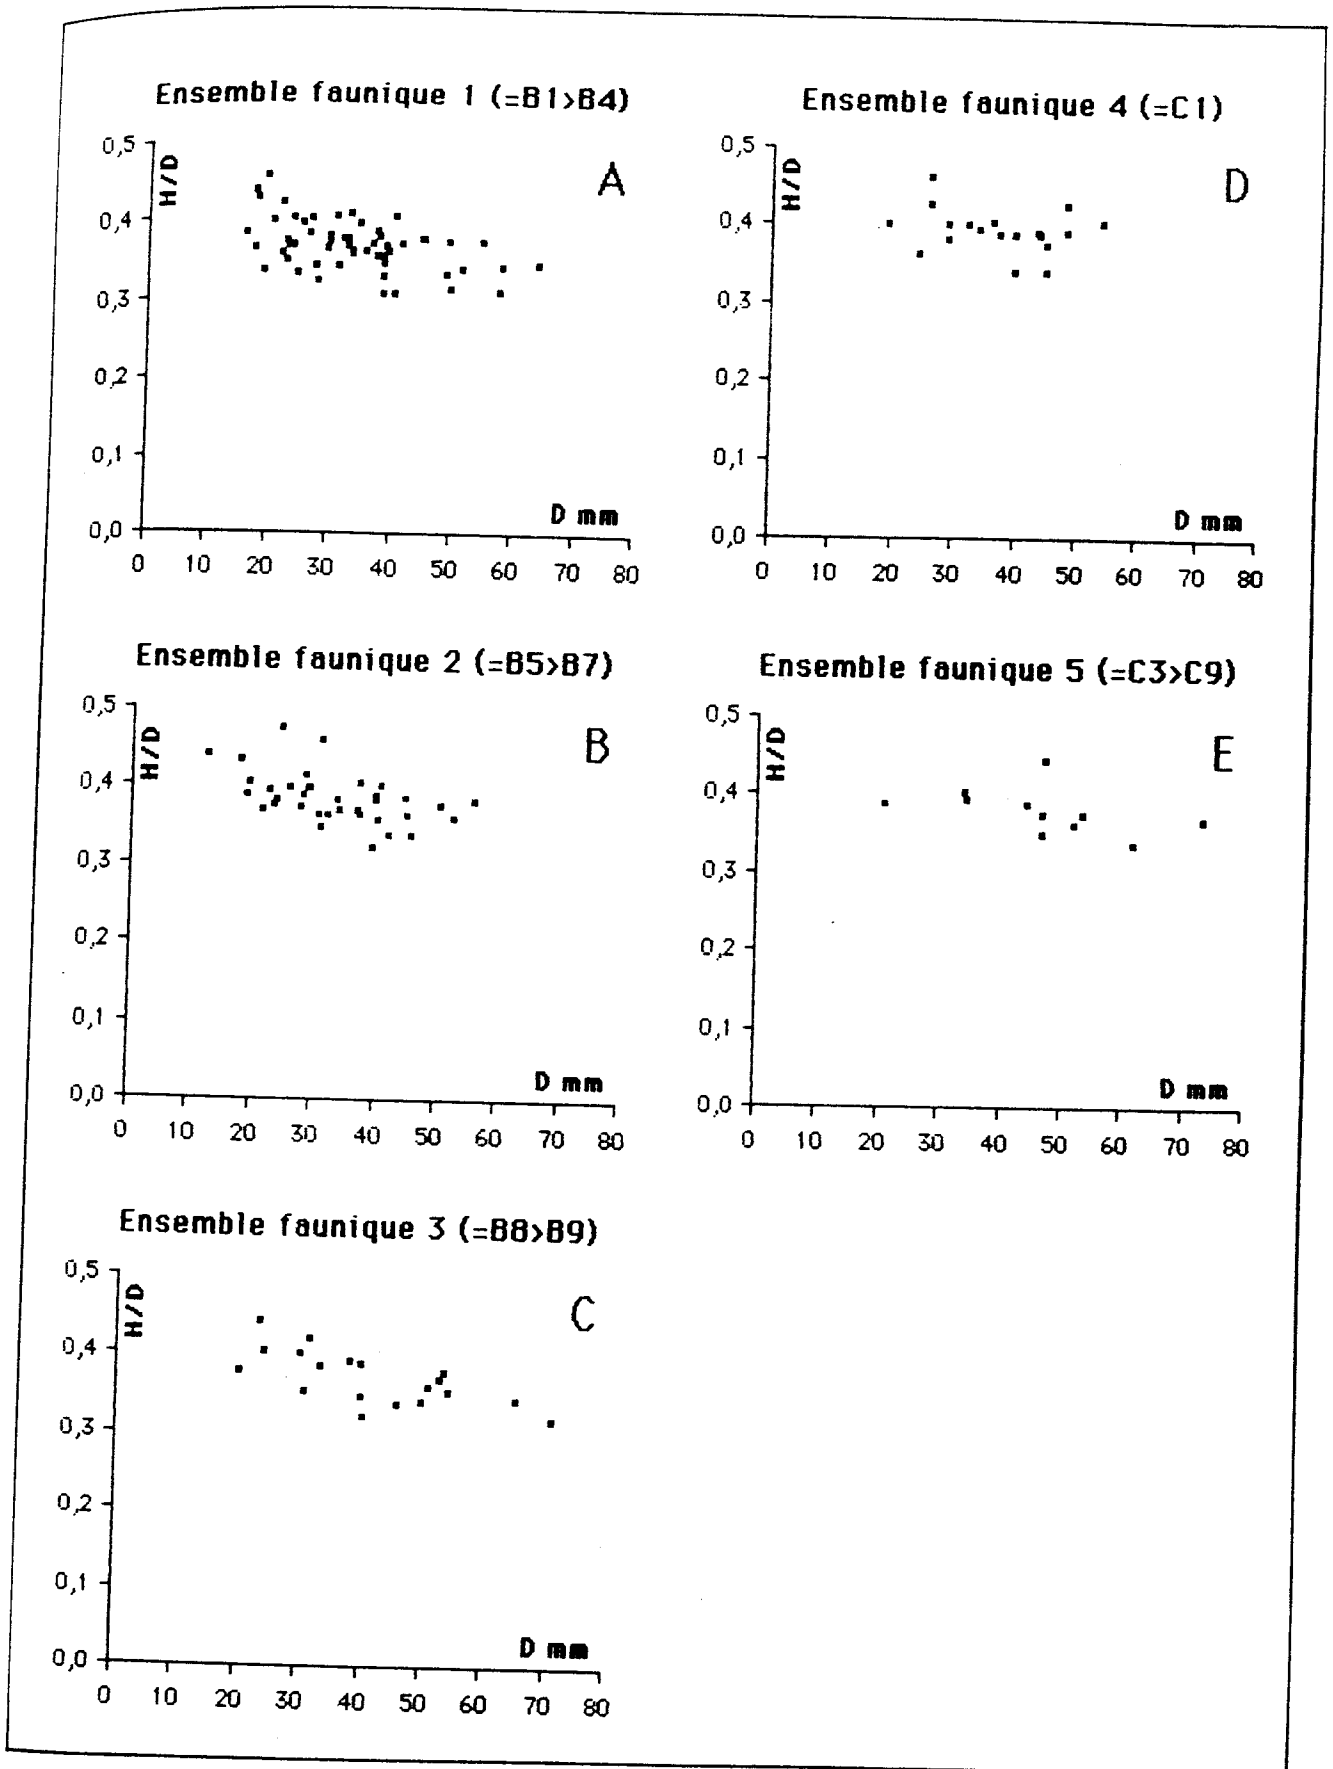 Ensemble faunique 1 (=B1>B4)
0,5
0,4
0,3
0,2
0,1
0,0
H/D
A
D mm
0 10 20 30 40 50 60 70 80
Ensemble faunique 2 (=B5>B7)
0,5
0,4
0,3
0,2
0,1
0,0
H/D
B
D mm
0 10 20 30 40 50 60 70 80
Ensemble faunique 3 (=B8>B9)
0,5
0,4
0,3
0,2
0,1
0,0
H/D
C
D mm
0 10 20 30 40 50 60 70 80
Ensemble faunique 4 (=C1)
0,5
0,4
0,3
0,2
0,1
0,0
H/D
D
D mm
0 10 20 30 40 50 60 70 80
Ensemble faunique 5 (=C3>C9)
0,5
0,4
0,3
0,2
0,1
0,0
H/D
E
D mm
0 10 20 30 40 50 60 70 80